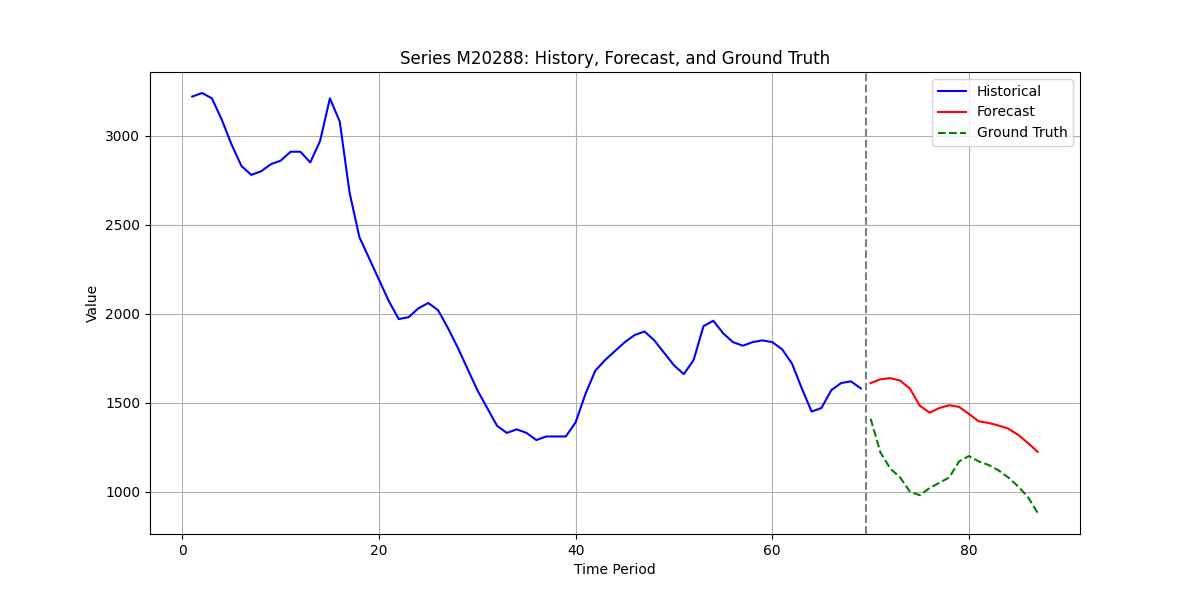 Series M20288: History, Forecast, and Ground Truth
Historical
Forecast
Ground Truth
Value
3000
2500
2000
1500
1000
0
20
40
60
80
Time Period